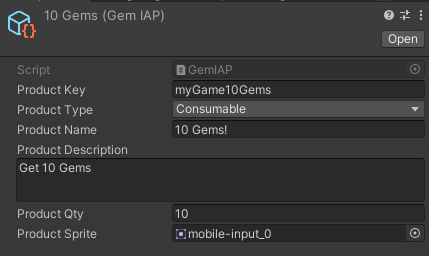 10 Gems (Gem IAP)
Open
Script GemIAP
Product Key myGame10Gems
Product Type Consumable
Product Name 10 Gems!
Product Description
Get 10 Gems
Product Qty 10
Product Sprite mobile-input_0